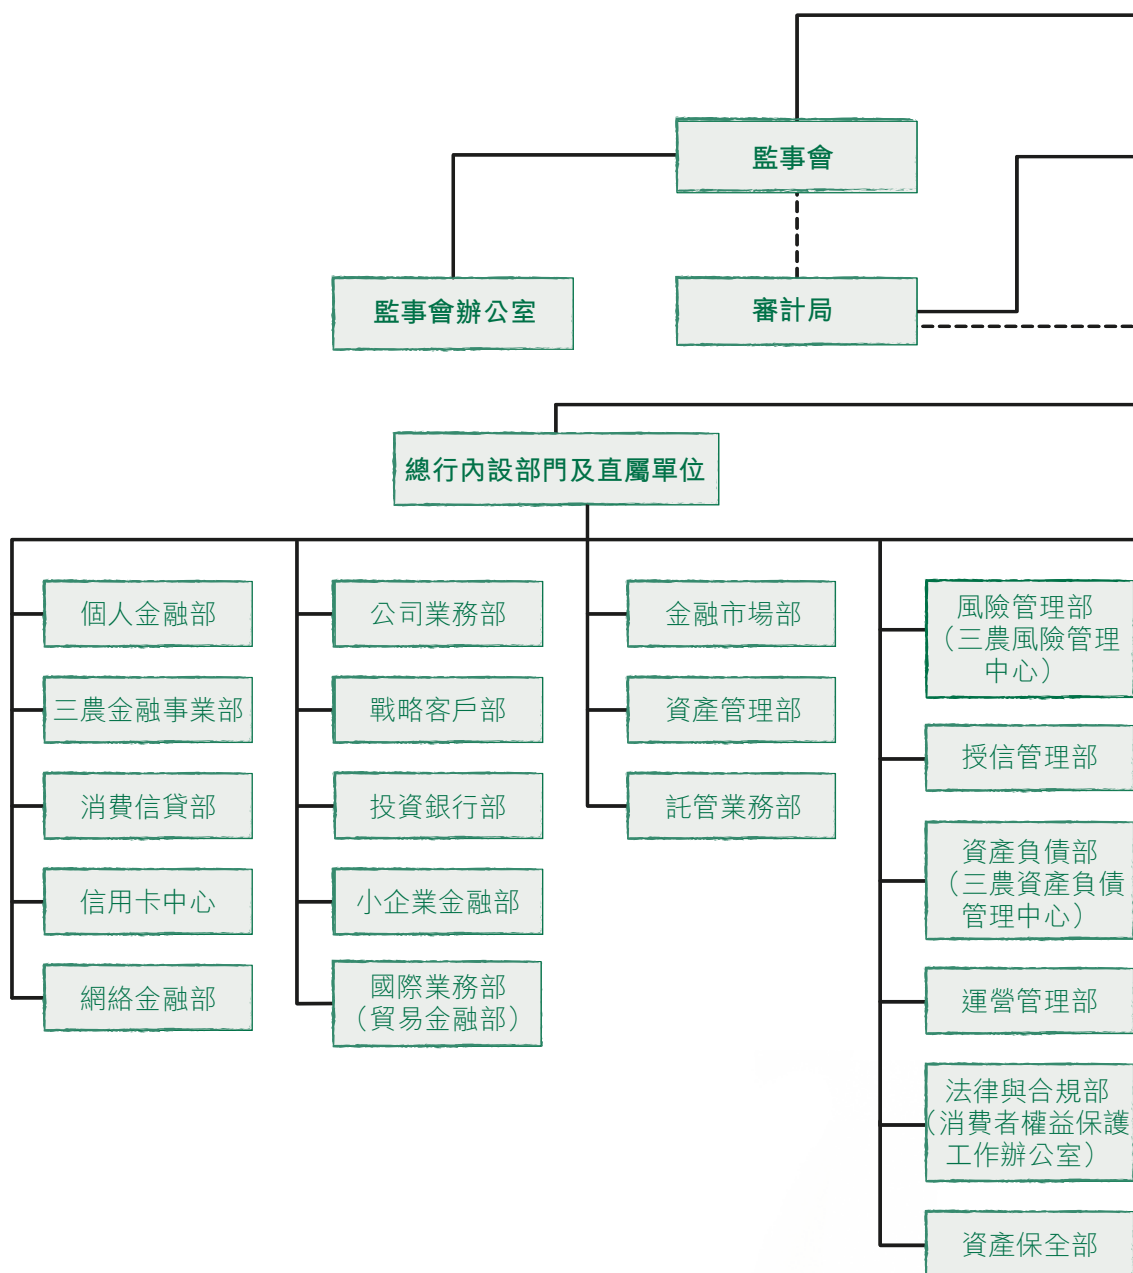 監事會
監事會辦公室
審計局
總行內設部門及直屬單位
個人金融部
三農金融事業部
消費信貸部
信用卡中心
網絡金融部
公司業務部
戰略客戶部
投資銀行部
小企業金融部
國際業務部
（貿易金融部）
金融市場部
資產管理部
託管業務部
風險管理部
（三農風險管理
中心）
授信管理部
資產負債部
（三農資產負債
管理中心）
運營管理部
法律與合規部
（消費者權益保護
工作辦公室）
資產保全部